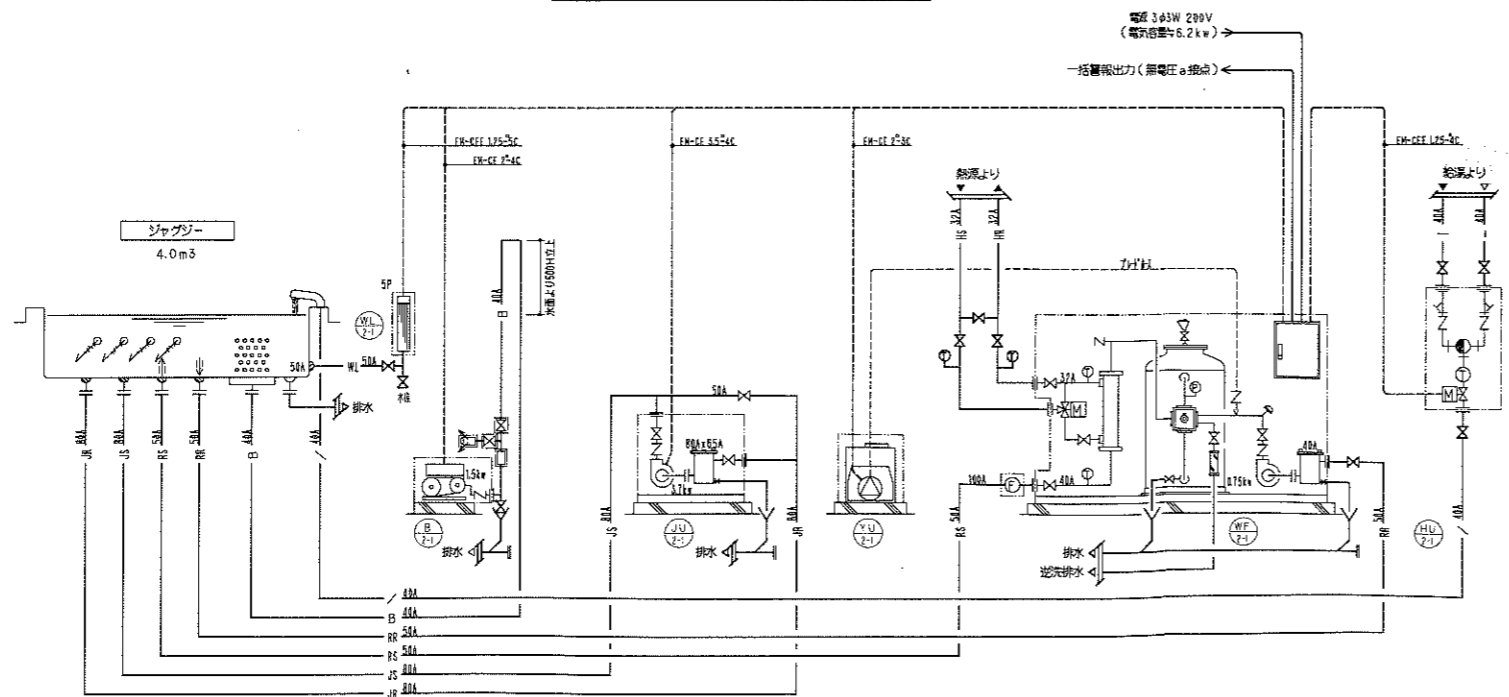 電源 3φ3W 200V
(電気容量≒6.2kw)
一括警報出力(無電圧a接点)
EM-CEE 1.25□-5C
EM-CE 2□-4C
EM-CE 3.5□-4C
EM-CE 2□-3C
EM-CEE 1.25□-4C
熱源より
給湯より
32A
32A
HS
HR
40A
40A
ジャグジー
4.0m3
5P
WL
2-1
40A
B
水面より500H立上
50A
WL
50A
排水
JR
80A
JS
80A
RS
50A
RR
50A
B
40A
40A
1.5kw
B
2-1
排水
50A
80Ax65A
3.7kw
JU
2-1
JS
80A
排水
JR
80A
YU
2-1
T
T
32A
T
M
F
40A
T
RS
50A
P
0.75kw
40A
WF
2-1
RR
50A
排水
逆洗排水
T
M
HU
2-1
40A
40A
B
40A
RR
50A
RS
50A
JS
80A
JR
80A